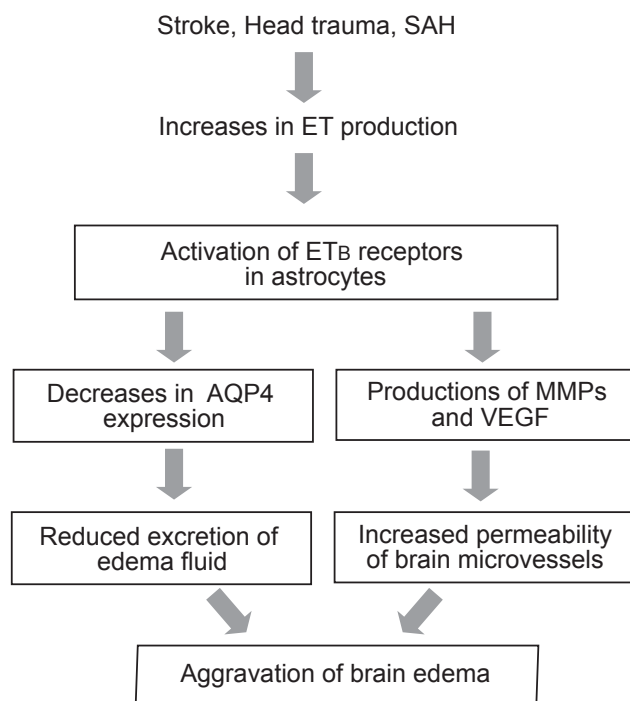 Stroke, Head trauma, SAH
Increases in ET production
Activation of ETB receptors
in astrocytes
Decreases in AQP4
expression
Productions of MMPs
and VEGF
Reduced excretion of
edema fluid
Increased permeability
of brain microvessels
Aggravation of brain edema